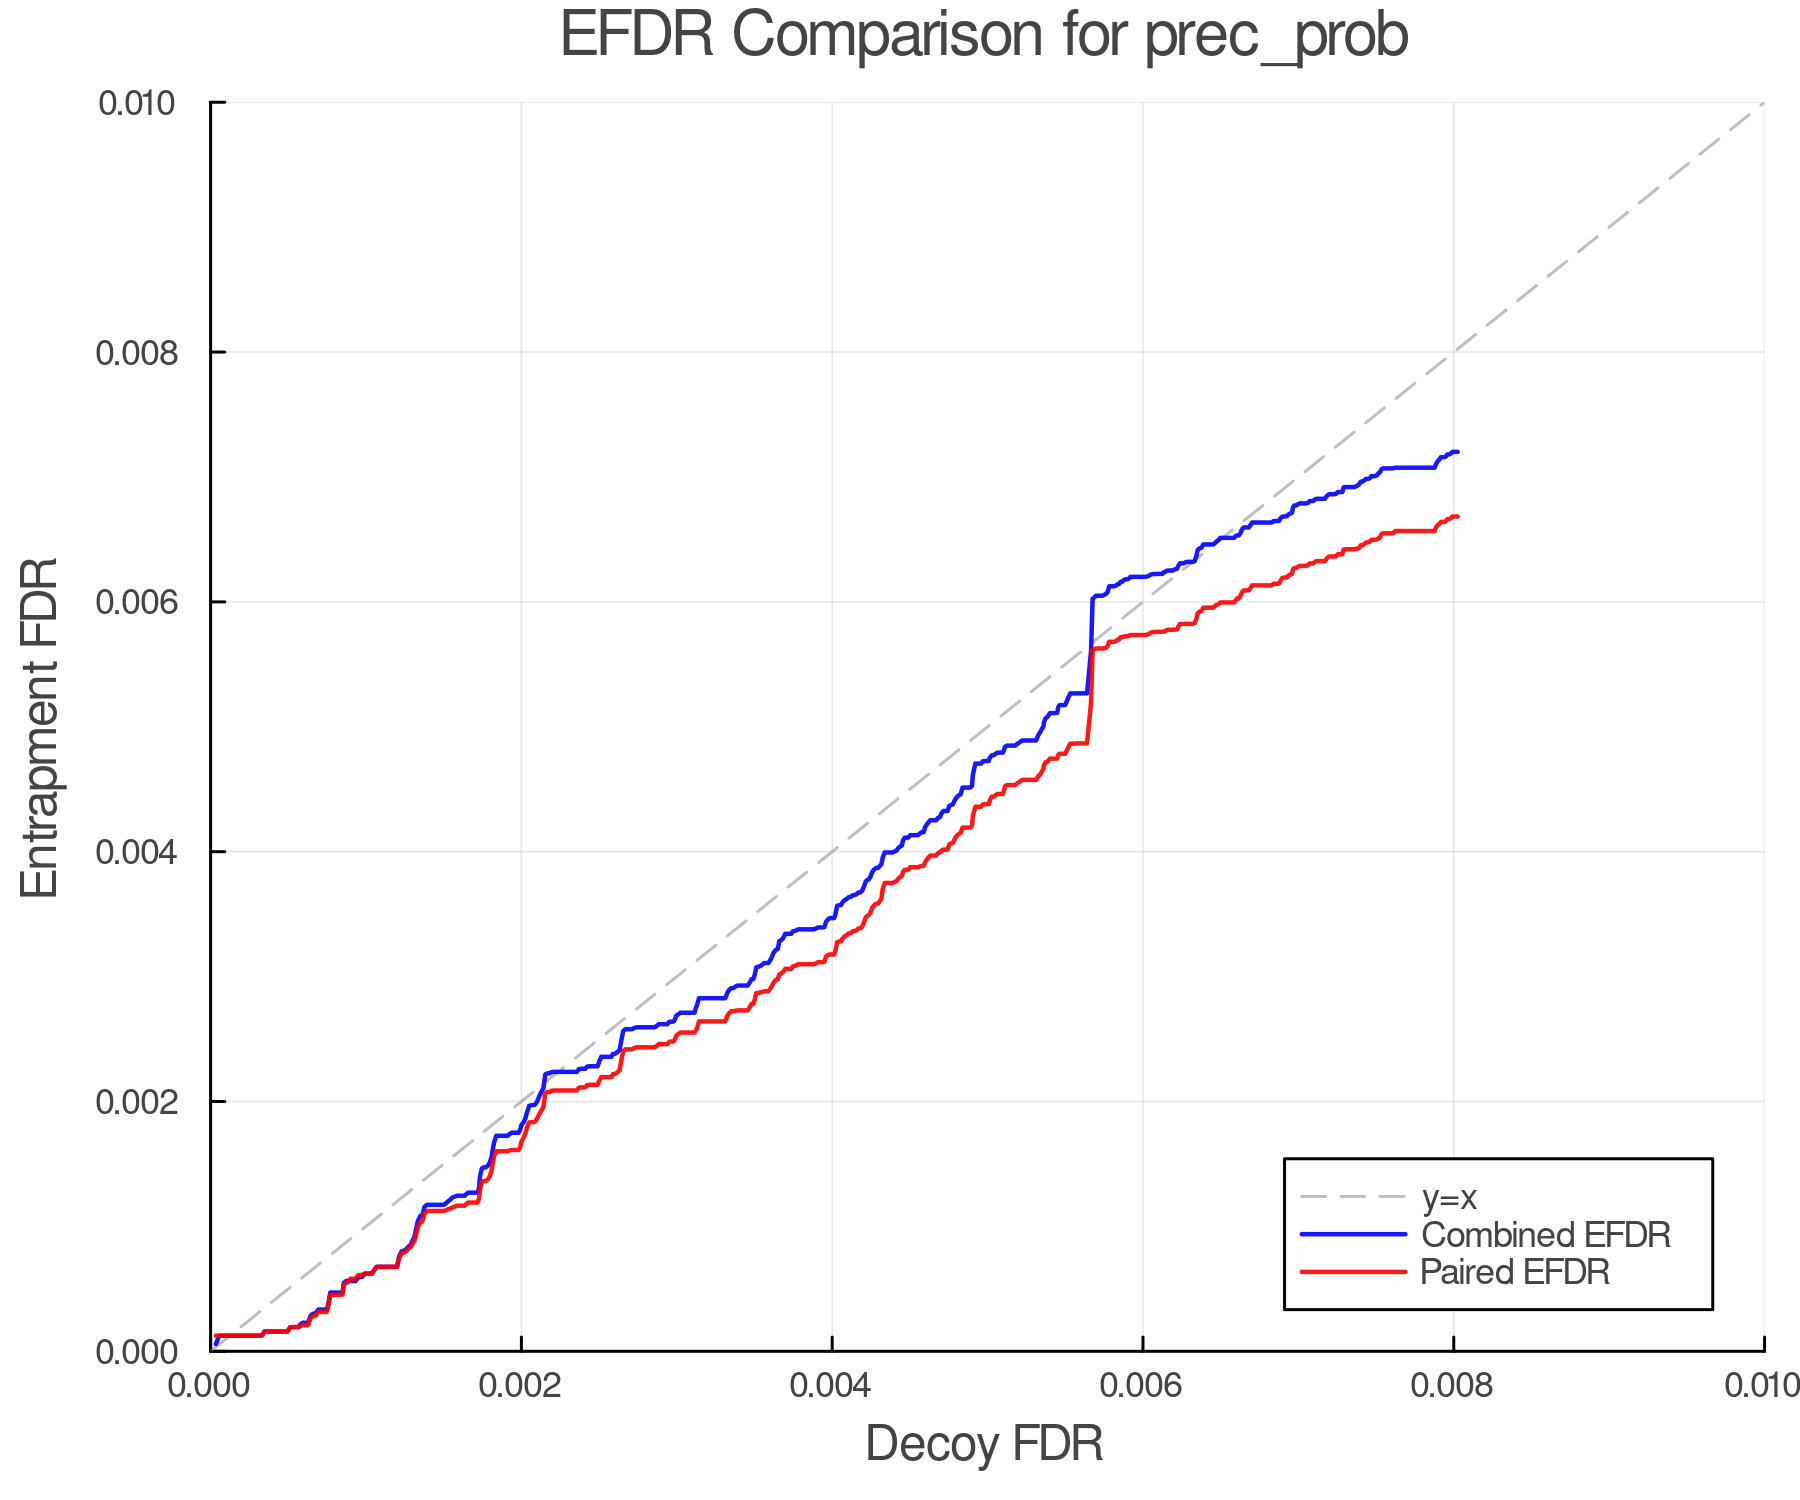 EFDR Comparison for prec_prob
0.010
0.008
0.006
0.004
0.002
0.000
Entrapment FDR
y=x
Combined EFDR
Paired EFDR
0.000 0.002 0.004 0.006 0.008 0.010
Decoy FDR